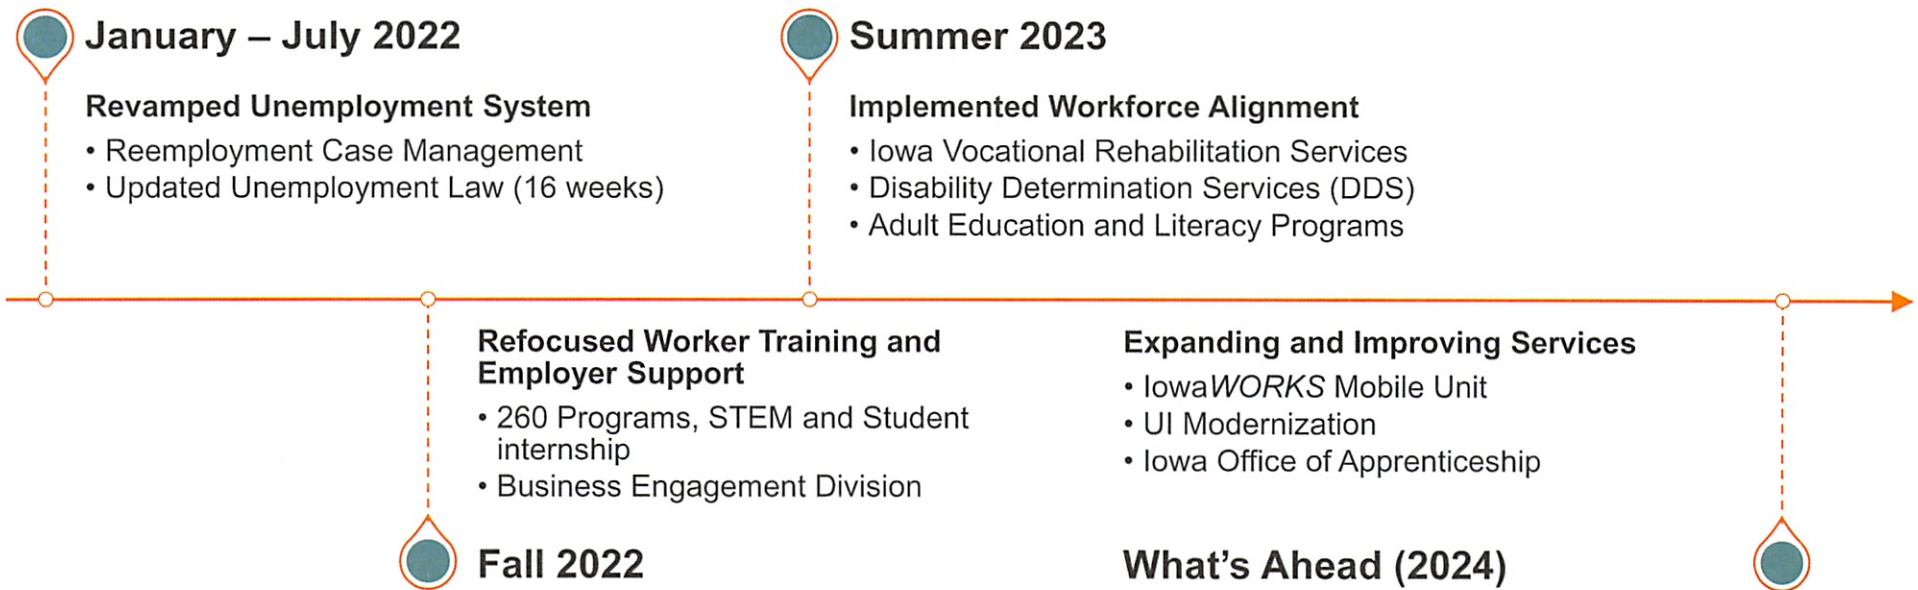 January – July 2022
Revamped Unemployment System
• Reemployment Case Management
• Updated Unemployment Law (16 weeks)
Summer 2023
Implemented Workforce Alignment
• Iowa Vocational Rehabilitation Services
• Disability Determination Services (DDS)
• Adult Education and Literacy Programs
Refocused Worker Training and
Employer Support
• 260 Programs, STEM and Student
internship
• Business Engagement Division
Fall 2022
Expanding and Improving Services
• IowaWORKS Mobile Unit
• UI Modernization
• Iowa Office of Apprenticeship
What’s Ahead (2024)